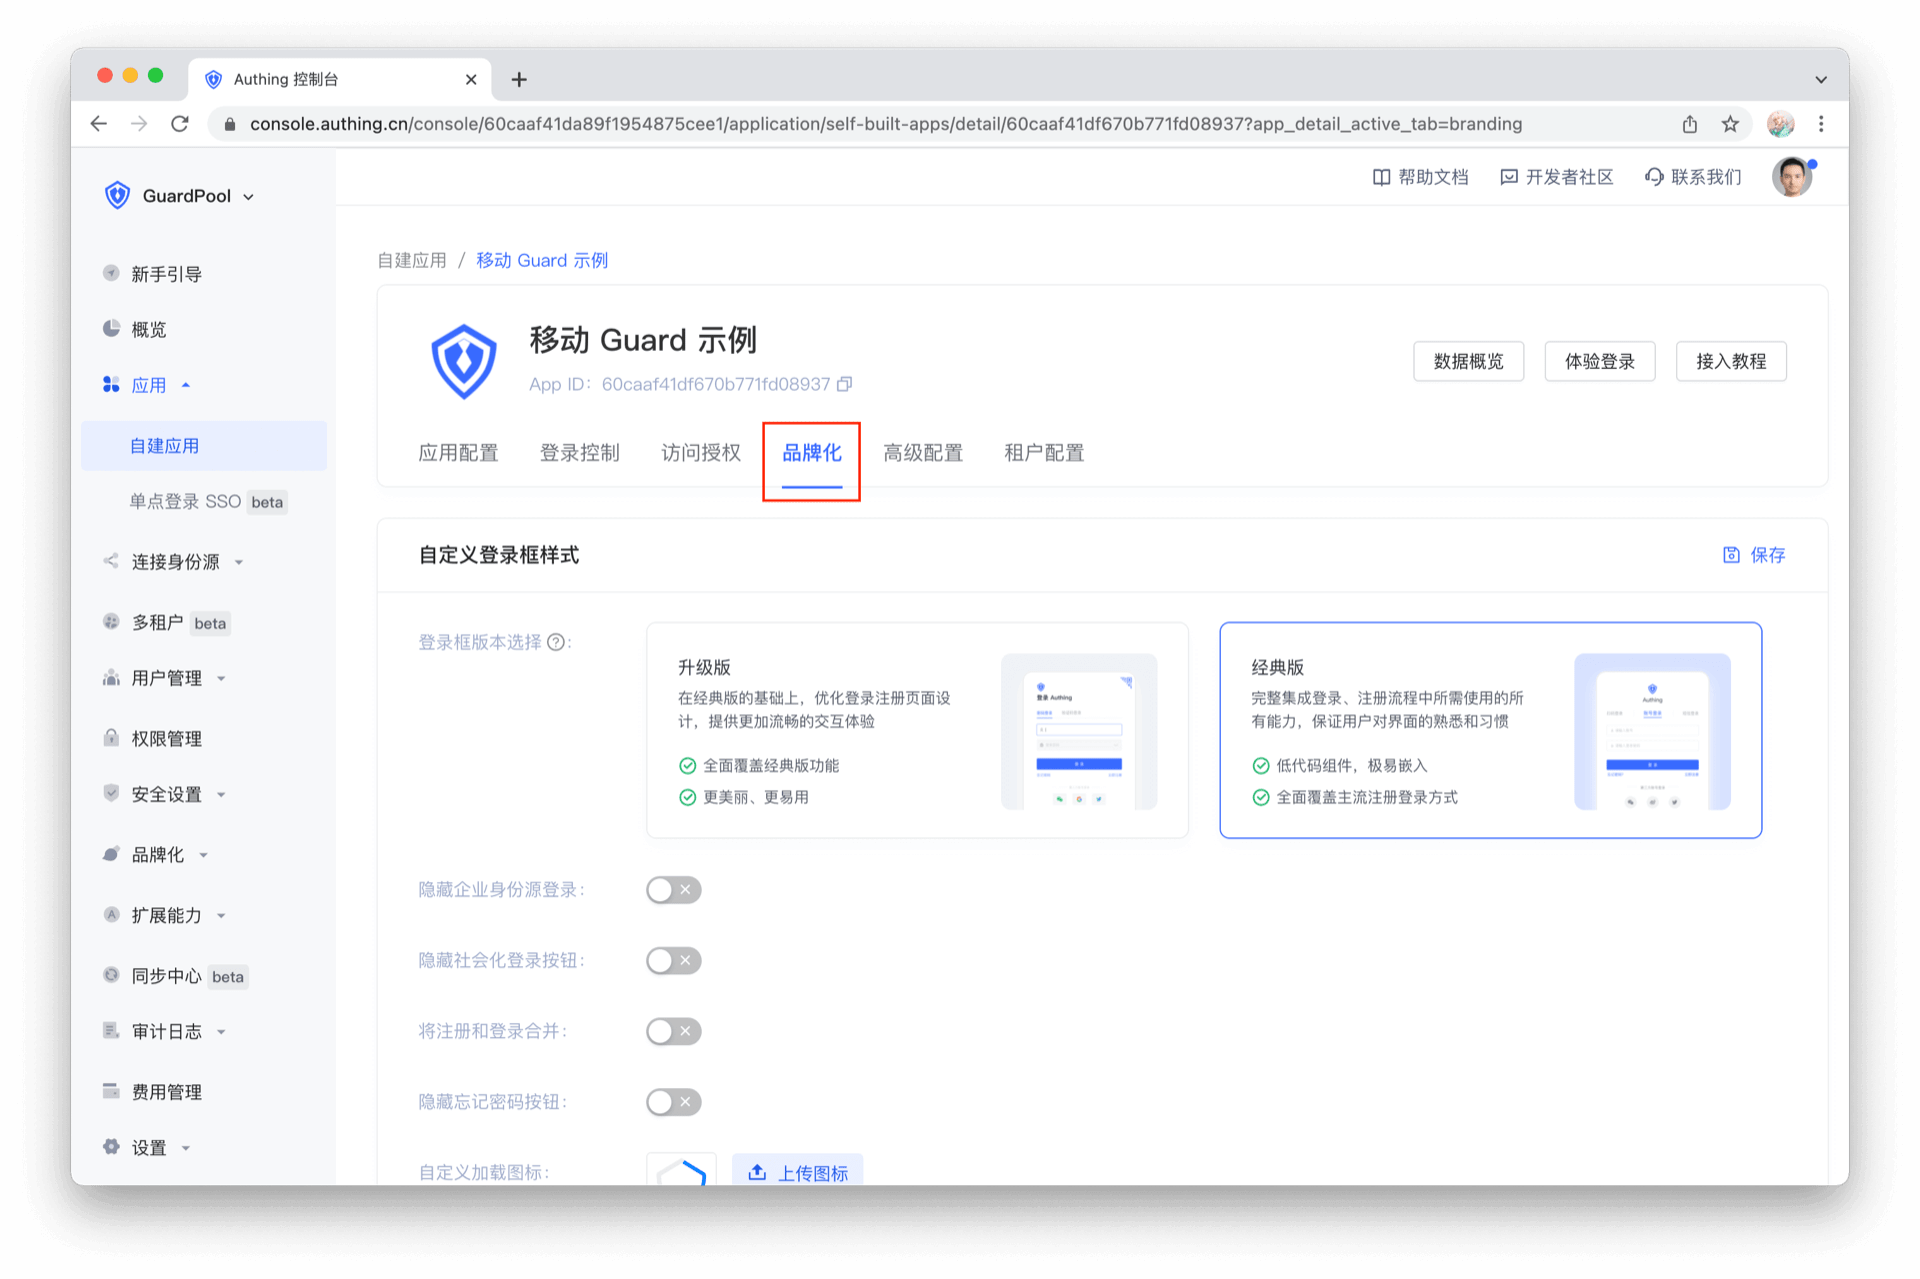 Authing 控制台
console.authing.cn/console/60caaf41da89f1954875cee1/application/self-built-apps/detail/60caaf41df670b771fd08937?app_detail_active_tab=branding
GuardPool
帮助文档 开发者社区 联系我们
新手引导
概览
应用
自建应用
单点登录 SSO beta
连接身份源
多租户 beta
用户管理
权限管理
安全设置
品牌化
扩展能力
同步中心 beta
审计日志
费用管理
设置
自建应用 / 移动 Guard 示例
移动 Guard 示例
App ID: 60caaf41df670b771fd08937
数据概览 体验登录 接入教程
应用配置 登录控制 访问授权 品牌化 高级配置 租户配置
自定义登录框样式
保存
登录框版本选择 ? :
升级版
在经典版的基础上，优化登录注册页面设
计，提供更加流畅的交互体验
全面覆盖经典版功能
更美丽、更易用
登录 Authing
经典版
完整集成登录、注册流程中所需使用的所
有能力，保证用户对界面的熟悉和习惯
低代码组件，极易嵌入
全面覆盖主流注册登录方式
Authing
隐藏企业身份源登录:
隐藏社会化登录按钮:
将注册和登录合并:
隐藏忘记密码按钮:
自定义加载图标:
上传图标